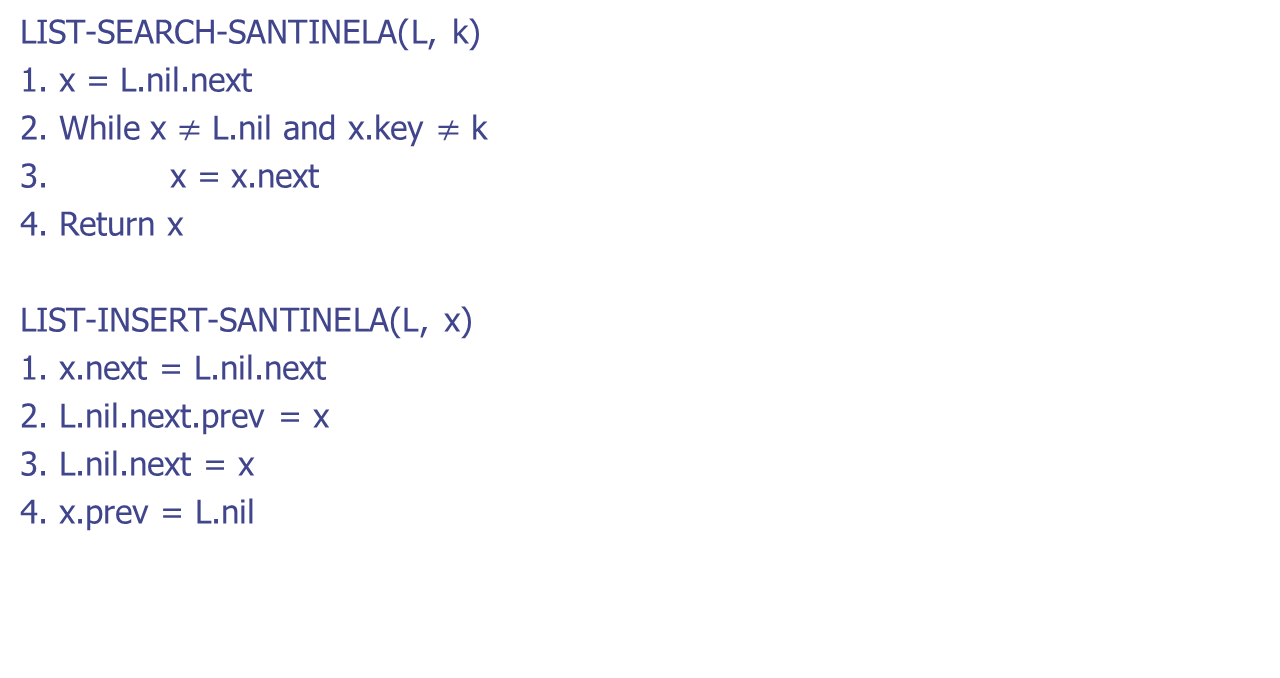 LIST-SEARCH-SANTINELA(L, k)
1. x = L.nil.next
2. While x ≠ L.nil and x.key ≠ k
3. x = x.next
4. Return x
LIST-INSERT-SANTINELA(L, x)
1. x.next = L.nil.next
2. L.nil.next.prev = x
3. L.nil.next = x
4. x.prev = L.nil